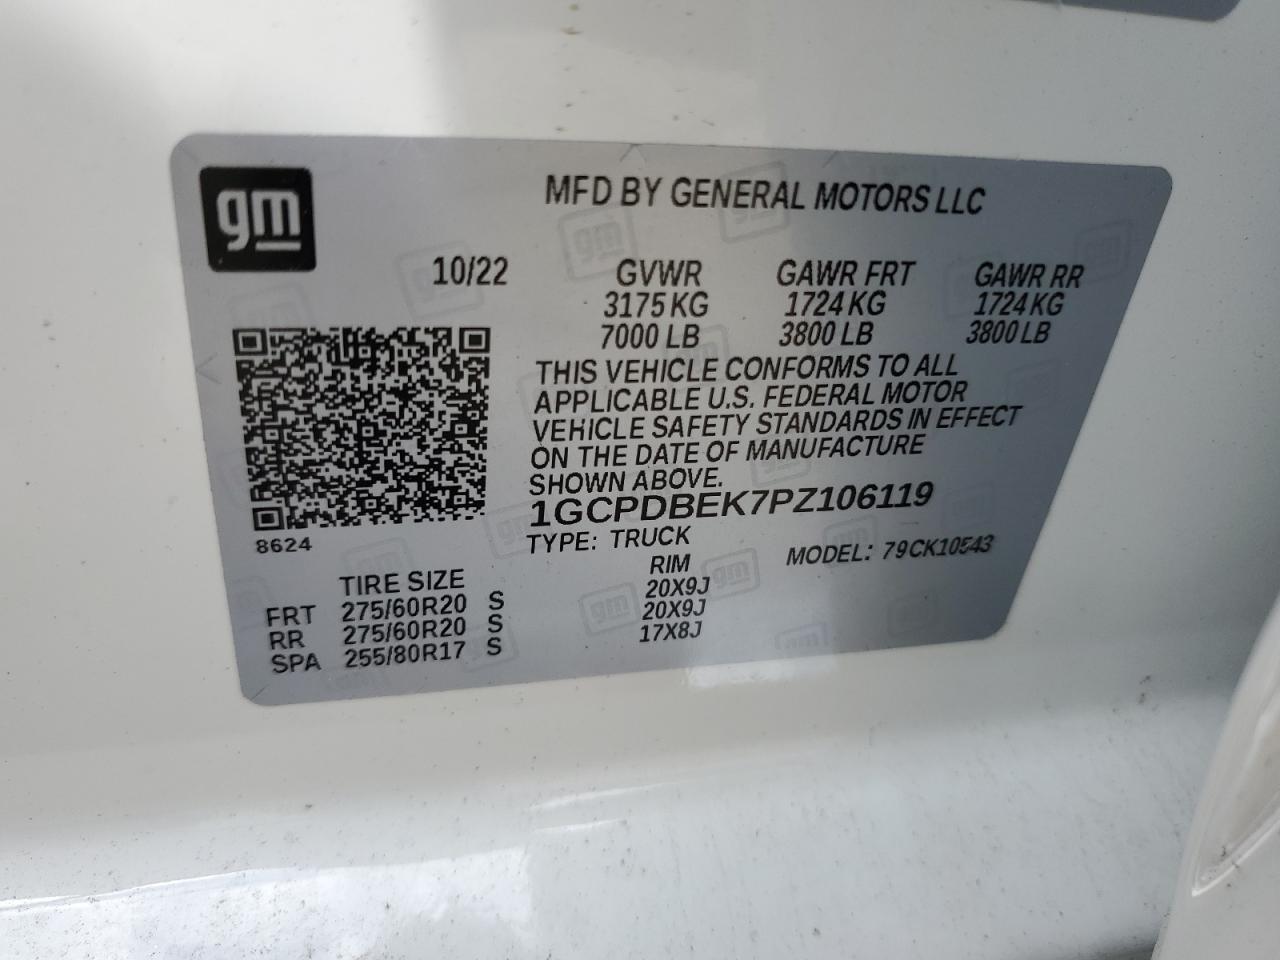 gm
MFD BY GENERAL MOTORS LLC
10/22 GVWR GAWR FRT GAWR RR
3175 KG 1724 KG 1724 KG
7000 LB 3800 LB 3800 LB
THIS VEHICLE CONFORMS TO ALL
APPLICABLE U.S. FEDERAL MOTOR
VEHICLE SAFETY STANDARDS IN EFFECT
ON THE DATE OF MANUFACTURE
SHOWN ABOVE.
1GCPDBEK7PZ106119
8624
TYPE: TRUCK MODEL: 79CK10543
TIRE SIZE RIM
FRT 275/60R20 S 20X9J
RR 275/60R20 S 20X9J
SPA 255/80R17 S 17X8J